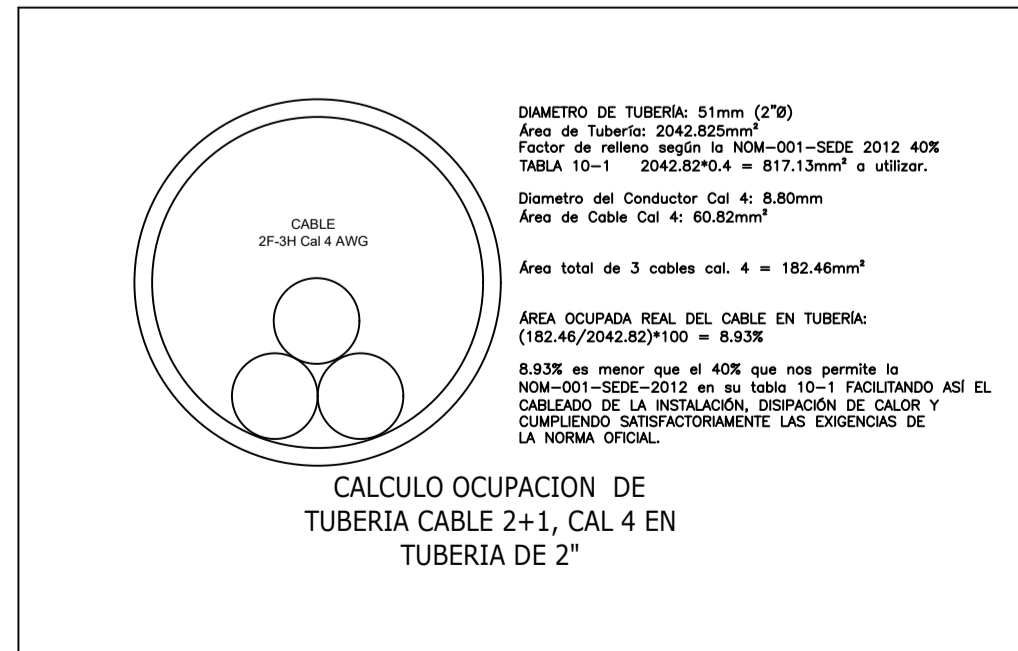 DIAMETRO DE TUBERÍA: 51mm (2"Ø)
Área de Tubería: 2042.825mm²
Factor de relleno según la NOM-001-SEDE 2012 40%
TABLA 10-1 2042.82*0.4 = 817.13mm² a utilizar.
Diametro del Conductor Cal 4: 8.80mm
Área de Cable Cal 4: 60.82mm²
CABLE
2F-3H Cal 4 AWG
Área total de 3 cables cal. 4 = 182.46mm²
ÁREA OCUPADA REAL DEL CABLE EN TUBERÍA:
(182.46/2042.82)*100 = 8.93%
8.93% es menor que el 40% que nos permite la
NOM-001-SEDE-2012 en su tabla 10-1 FACILITANDO ASÍ EL
CABLEADO DE LA INSTALACIÓN, DISIPACIÓN DE CALOR Y
CUMPLIENDO SATISFACTORIAMENTE LAS EXIGENCIAS DE
LA NORMA OFICIAL.
CALCULO OCUPACION DE
TUBERIA CABLE 2+1, CAL 4 EN
TUBERIA DE 2"